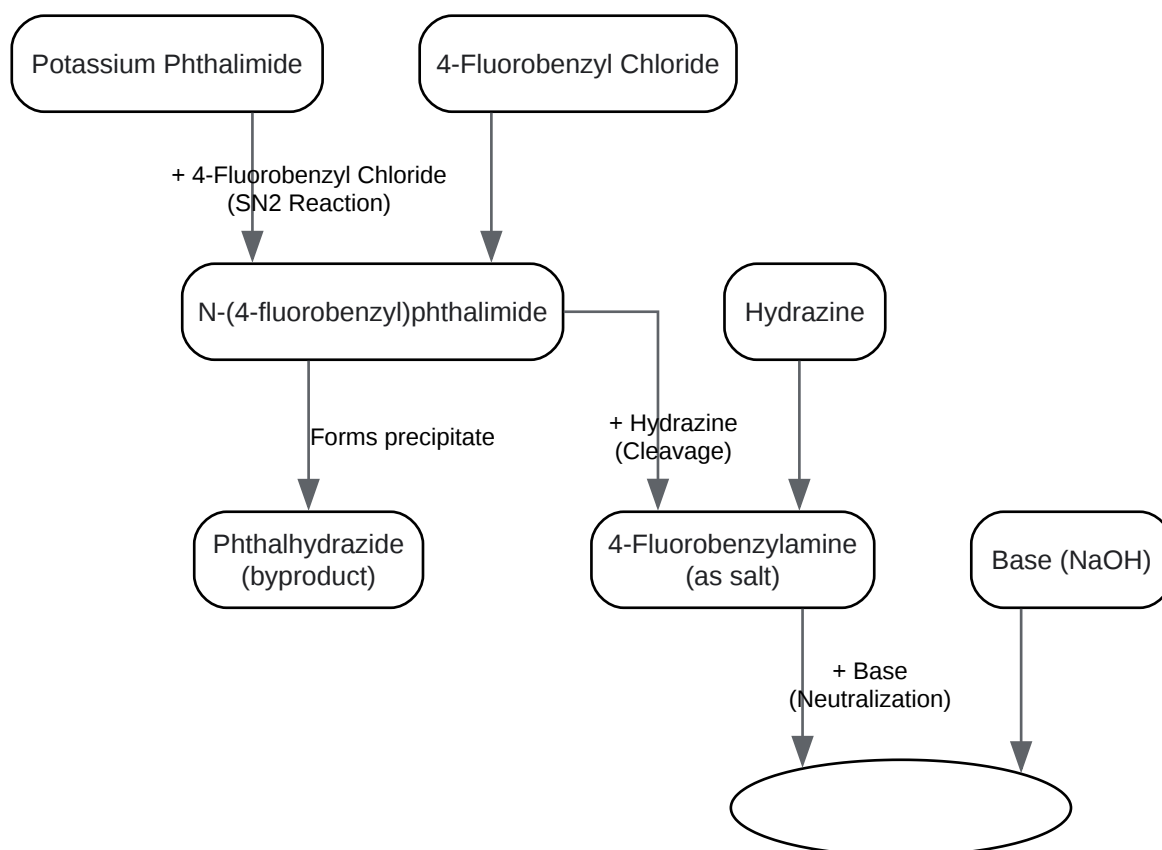 Potassium Phthalimide
4-Fluorobenzyl Chloride
+ 4-Fluorobenzyl Chloride
(SN2 Reaction)
N-(4-fluorobenzyl)phthalimide
Hydrazine
Forms precipitate
+ Hydrazine
(Cleavage)
Phthalhydrazide
(byproduct)
4-Fluorobenzylamine
(as salt)
Base (NaOH)
+ Base
(Neutralization)